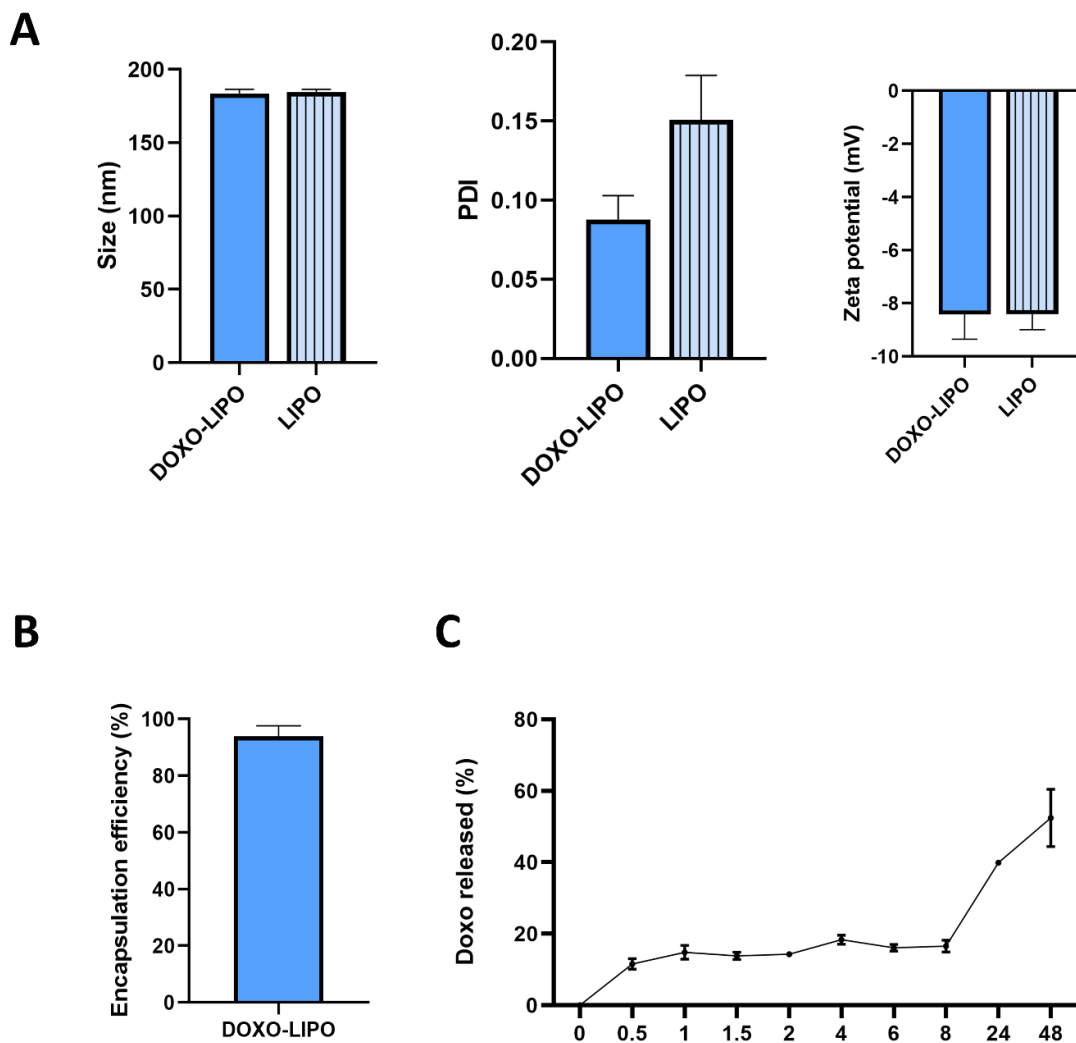 A
Size (nm)
200
150
100
50
0
DOXO-LIPO
LIPO
PDI
0.20
0.15
0.10
0.05
0.00
DOXO-LIPO
LIPO
Zeta potential (mV)
0
-2
-4
-6
-8
-10
DOXO-LIPO
LIPO
B
Encapsulation efficiency (%)
100
80
60
40
20
0
DOXO-LIPO
C
Doxo released (%)
80
60
40
20
0
0 0.5 1 1.5 2 4 6 8 24 48